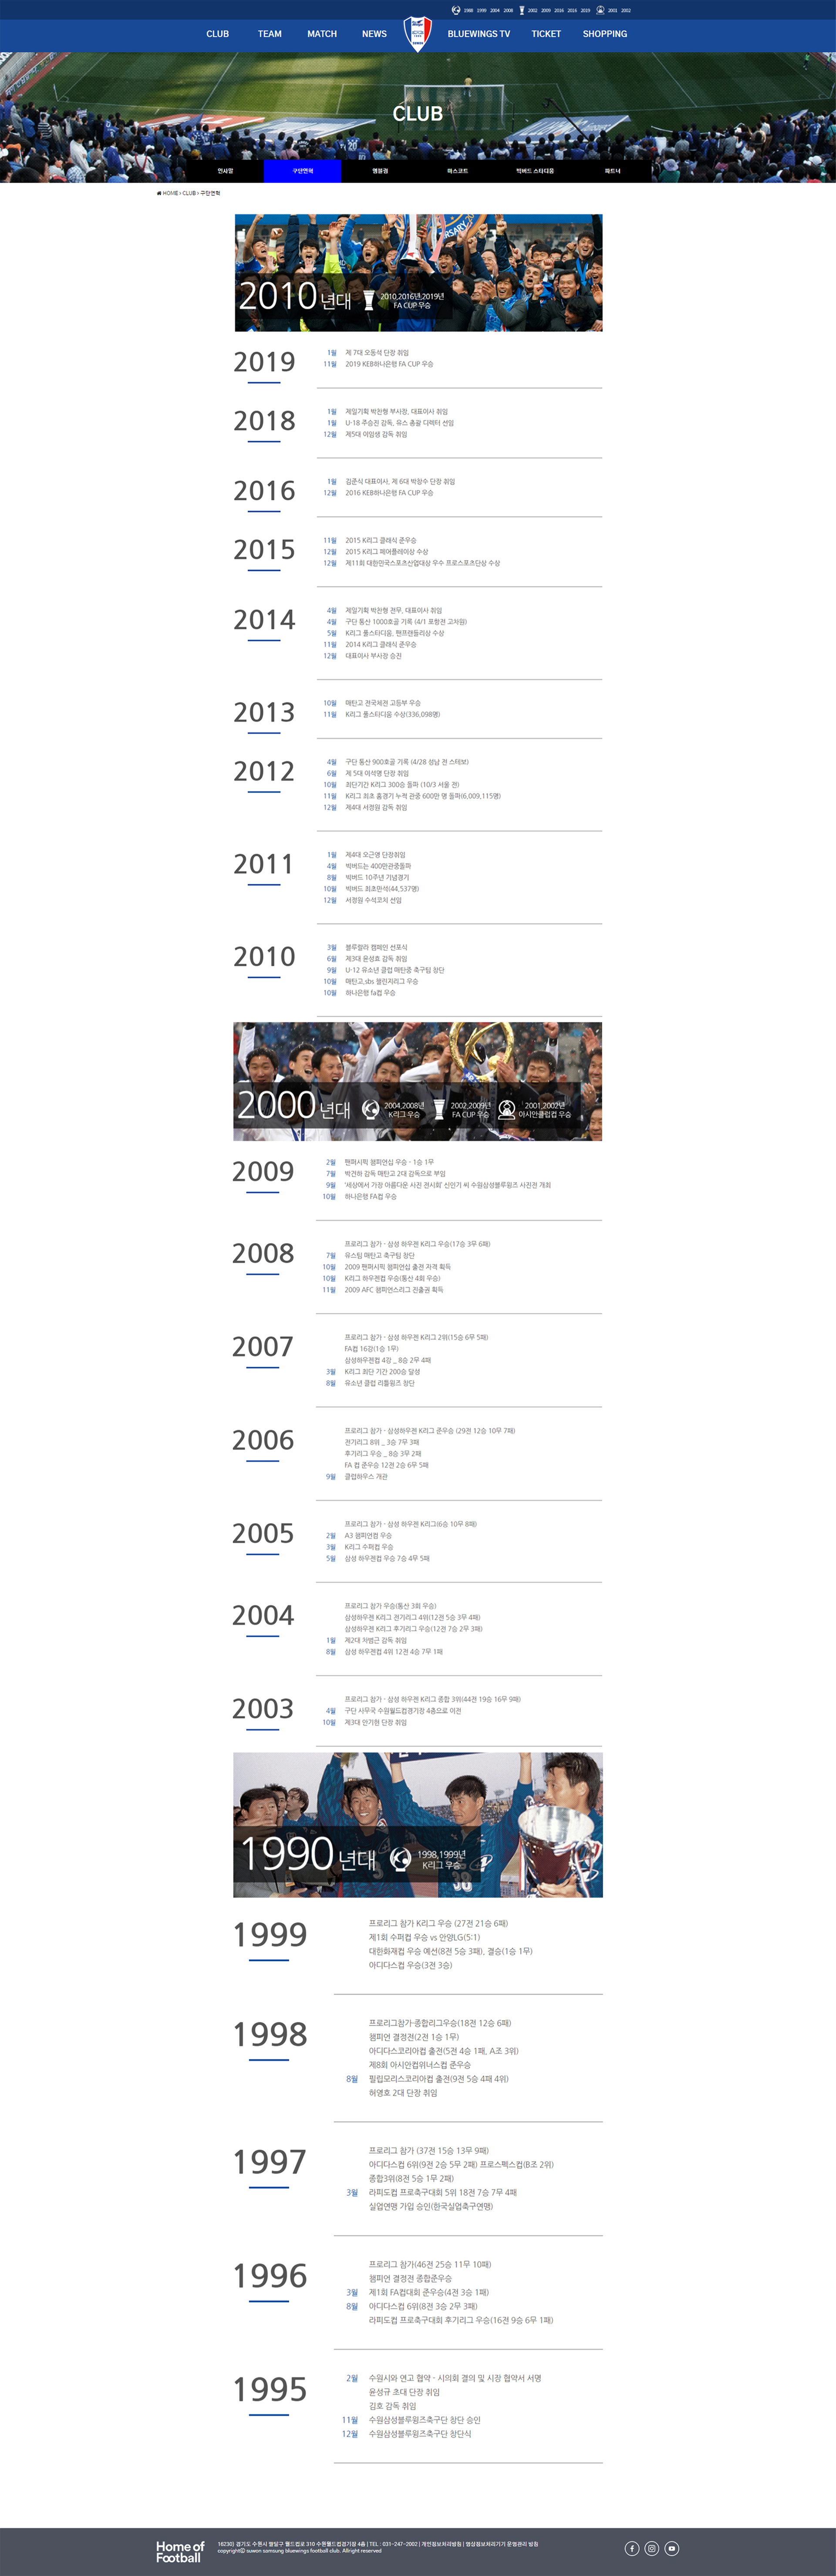 1998 1999 2004 2008 2002 2009 2016 2016 2019 2001 2002
CLUB TEAM MATCH NEWS BLUEWINGS TV TICKET SHOPPING
CLUB
인사말 구단연혁 엠블럼 마스코트 빅버드 스타디움 파트너
HOME › CLUB › 구단연혁
2010 년대
2010,2016년,2019년
FA CUP 우승
2019
1월 제 7대 오동석 단장 취임
11월 2019 KEB하나은행 FA CUP 우승
2018
1월 제일기획 박찬형 부사장, 대표이사 취임
1월 U-18 주승진 감독, 유스 총괄 디렉터 선임
12월 제5대 이임생 감독 취임
2016
1월 김준식 대표이사, 제 6대 박창수 단장 취임
12월 2016 KEB하나은행 FA CUP 우승
2015
11월 2015 K리그 클래식 준우승
12월 2015 K리그 페어플레이상 수상
12월 제11회 대한민국스포츠산업대상 우수 프로스포츠단상 수상
2014
4월 제일기획 박찬형 전무, 대표이사 취임
4월 구단 통산 1000호골 기록 (4/1 포항전 고차원)
5월 K리그 풀스타디움, 팬프랜들리상 수상
11월 2014 K리그 클래식 준우승
12월 대표이사 부사장 승진
2013
10월 매탄고 전국체전 고등부 우승
11월 K리그 풀스타디움 수상(336,098명)
2012
4월 구단 통산 900호골 기록 (4/28 성남 전 스테보)
6월 제 5대 이석명 단장 취임
10월 최단기간 K리그 300승 돌파 (10/3 서울 전)
11월 K리그 최초 홈경기 누적 관중 600만 명 돌파(6,009,115명)
12월 제4대 서정원 감독 취임
2011
1월 제4대 오근영 단장취임
4월 빅버드는 400만관중돌파
8월 빅버드 10주년 기념경기
10월 빅버드 최초만석(44,537명)
12월 서정원 수석코치 선임
2010
3월 블루랄라 캠페인 선포식
6월 제3대 윤성효 감독 취임
9월 U-12 유소년 클럽 매탄중 축구팀 창단
10월 매탄고,sbs 챌린지리그 우승
10월 하나은행 fa컵 우승
2000 년대
2004,2008년
K리그 우승
2002,2009년
FA CUP 우승
2001,2002년
아시안클럽컵 우승
2009
2월 팬퍼시픽 챔피언십 우승 - 1승 1무
7월 박건하 감독 매탄고 2대 감독으로 부임
9월 '세상에서 가장 아름다운 사진 전시회' 신인기 씨 수원삼성블루윙즈 사진전 개최
10월 하나은행 FA컵 우승
2008
프로리그 참가 - 삼성 하우젠 K리그 우승(17승 3무 6패)
7월 유스팀 매탄고 축구팀 창단
10월 2009 팬퍼시픽 챔피언십 출전 자격 획득
10월 K리그 하우젠컵 우승(통산 4회 우승)
11월 2009 AFC 챔피언스리그 진출권 획득
2007
프로리그 참가 - 삼성 하우젠 K리그 2위(15승 6무 5패)
FA컵 16강(1승 1무)
삼성하우젠컵 4강 _ 8승 2무 4패
3월 K리그 최단 기간 200승 달성
8월 유소년 클럽 리틀윙즈 창단
2006
프로리그 참가 - 삼성하우젠 K리그 준우승 (29전 12승 10무 7패)
전기리그 8위 _ 3승 7무 3패
후기리그 우승 _ 8승 3무 2패
FA 컵 준우승 12전 2승 6무 5패
9월 클럽하우스 개관
2005
프로리그 참가 - 삼성 하우젠 K리그(6승 10무 8패)
2월 A3 챔피언컵 우승
3월 K리그 수퍼컵 우승
5월 삼성 하우젠컵 우승 7승 4무 5패
2004
프로리그 참가 우승(통산 3회 우승)
삼성하우젠 K리그 전기리그 4위(12전 5승 3무 4패)
삼성하우젠 K리그 후기리그 우승(12전 7승 2무 3패)
1월 제2대 차범근 감독 취임
8월 삼성 하우젠컵 4위 12전 4승 7무 1패
2003
프로리그 참가 - 삼성 하우젠 K리그 종합 3위(44전 19승 16무 9패)
4월 구단 사무국 수원월드컵경기장 4층으로 이전
10월 제3대 안기헌 단장 취임
1990 년대
1998,1999년
K리그 우승
1999
프로리그 참가 K리그 우승 (27전 21승 6패)
제1회 수퍼컵 우승 vs 안양LG(5:1)
대한화재컵 우승 예선(8전 5승 3패), 결승(1승 1무)
아디다스컵 우승(3전 3승)
1998
프로리그참가-종합리그우승(18전 12승 6패)
챔피언 결정전(2전 1승 1무)
아디다스코리아컵 출전(5전 4승 1패, A조 3위)
제8회 아시안컵위너스컵 준우승
8월 필립모리스코리아컵 출전(9전 5승 4패 4위)
허영호 2대 단장 취임
1997
프로리그 참가 (37전 15승 13무 9패)
아디다스컵 6위(9전 2승 5무 2패) 프로스펙스컵(B조 2위)
종합3위(8전 5승 1무 2패)
3월 라피도컵 프로축구대회 5위 18전 7승 7무 4패
실업연맹 가입 승인(한국실업축구연맹)
1996
프로리그 참가(46전 25승 11무 10패)
챔피언 결정전 종합준우승
3월 제1회 FA컵대회 준우승(4전 3승 1패)
8월 아디다스컵 6위(8전 3승 2무 3패)
라피도컵 프로축구대회 후기리그 우승(16전 9승 6무 1패)
1995
2월 수원시와 연고 협약 - 시의회 결의 및 시장 협약서 서명
윤성규 초대 단장 취임
김호 감독 취임
11월 수원삼성블루윙즈축구단 창단 승인
12월 수원삼성블루윙즈축구단 창단식
Home of
Football
16230) 경기도 수원시 팔달구 월드컵로 310 수원월드컵경기장 4층 | TEL : 031-247-2002 | 개인정보처리방침 | 영상정보처리기기 운영관리 방침
copyright© suwon samsung bluewings football club. Allright reserved